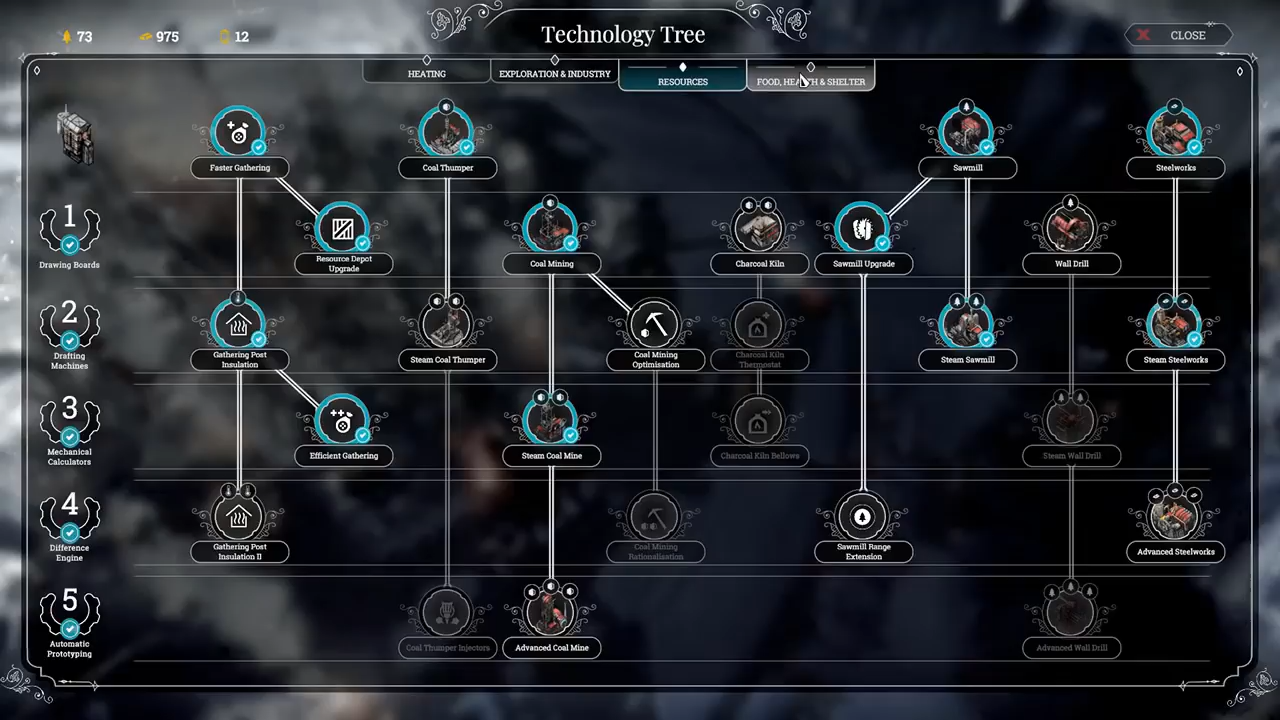 73
975
12
Technology Tree
CLOSE
HEATING
EXPLORATION & INDUSTRY
RESOURCES
FOOD, HEALTH & SHELTER
Faster Gathering
Coal Thumper
Sawmill
Steelworks
1
Drawing Boards
Resource Depot
Upgrade
Coal Mining
Charcoal Kiln
Sawmill Upgrade
Wall Drill
2
Drafting
Machines
Gathering Post
Insulation
Steam Coal Thumper
Coal Mining
Optimisation
Charcoal Kiln
Thermostat
Steam Sawmill
Steam Steelworks
3
Mechanical
Calculators
Efficient Gathering
Steam Coal Mine
Charcoal Kiln Bellows
Steam Wall Drill
4
Difference
Engine
Gathering Post
Insulation II
Coal Mining
Rationalisation
Sawmill Range
Extension
Advanced Steelworks
5
Automatic
Prototyping
Coal Thumper Injectors
Advanced Coal Mine
Advanced Wall Drill